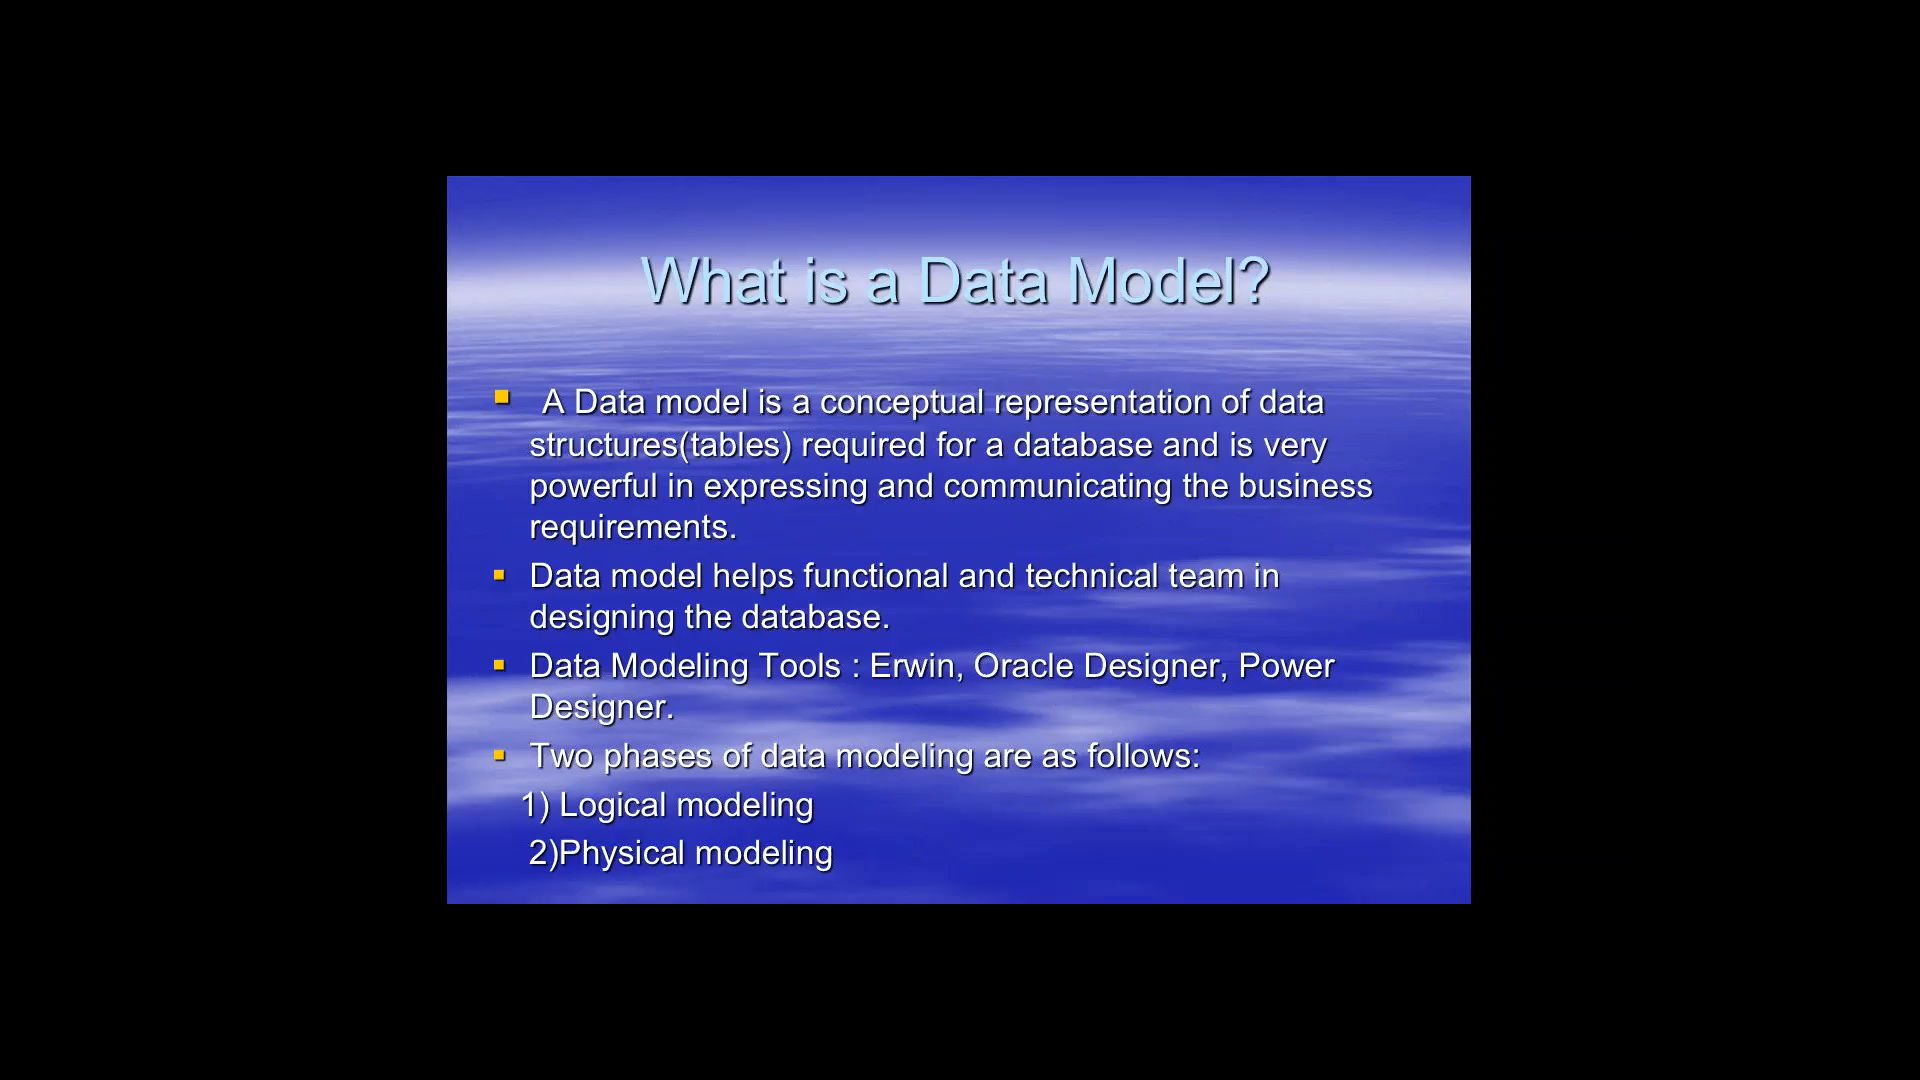 What is a Data Model?
A Data model is a conceptual representation of data
structures(tables) required for a database and is very
powerful in expressing and communicating the business
requirements.
Data model helps functional and technical team in
designing the database.
Data Modeling Tools : Erwin, Oracle Designer, Power
Designer.
Two phases of data modeling are as follows:
1) Logical modeling
2)Physical modeling